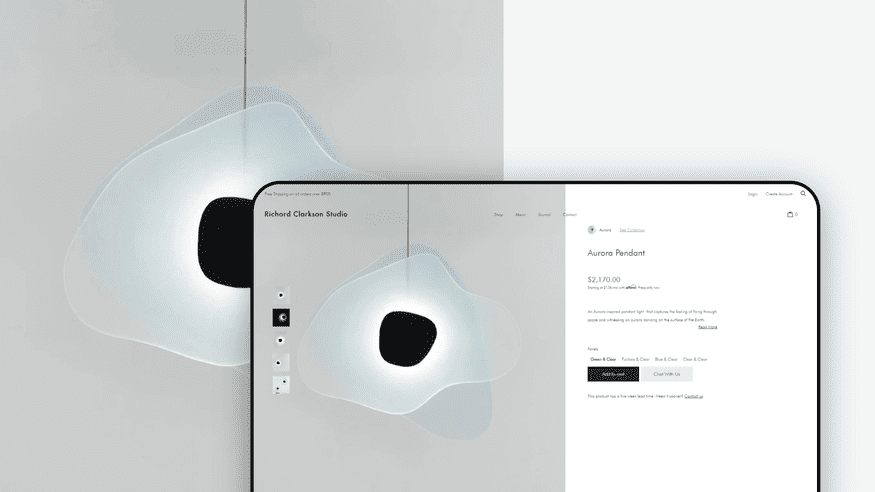 Free Shipping on all orders over $900
Login Create Account
Richard Clarkson Studio
Shop About Journal Contact
0
Aurora See Collection
Aurora Pendant
$2,170.00
Starting at $136/mo with affirm Prequalify now
An Aurora-inspired pendant light that captures the feeling of flying through
space and witnessing an aurora dancing on the surface of the Earth.
Read More
Panels
Green & Clear Fuchsia & Clear Blue & Clear Clear & Clear
Add to cart Chat With Us
This product has a five week lead time. Need it sooner? Contact us